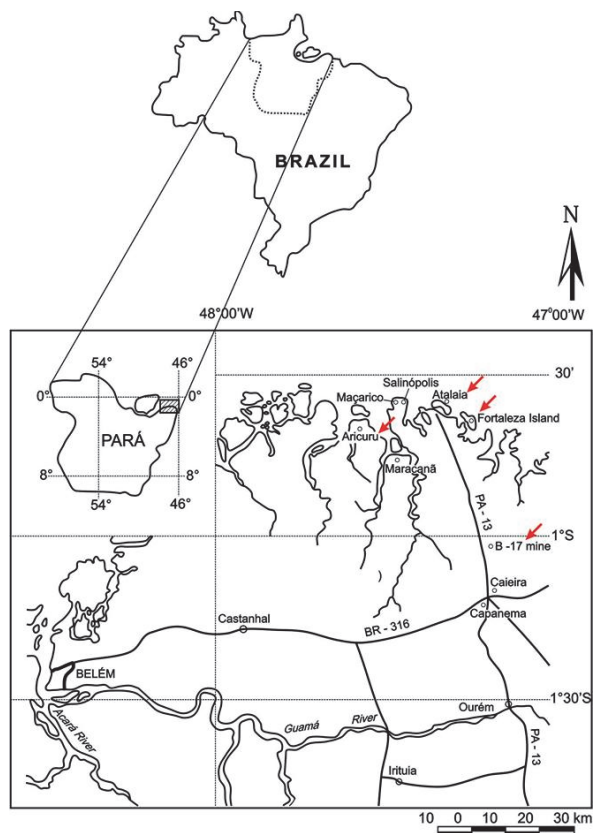 BRAZIL
N
48°00'W
47°00'W
54°
46°
0°
0°
PARÁ
8°
8°
54°
46°
30'
Salinópolis
Maçarico
Atalaia
Fortaleza Island
Aricuru
Maracanã
PA - 13
1°S
B -17 mine
Caieira
Capanema
Castanhal
BR - 316
BELÉM
1°30'S
Ourém
Acará River
Guamá River
PA - 13
Irituia
10 0 10 20 30 km